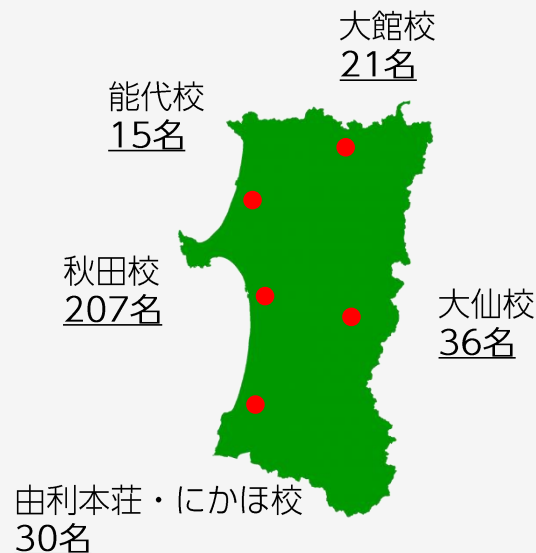 大館校
21名
能代校
15名
秋田校
207名
大仙校
36名
由利本荘・にかほ校
30名